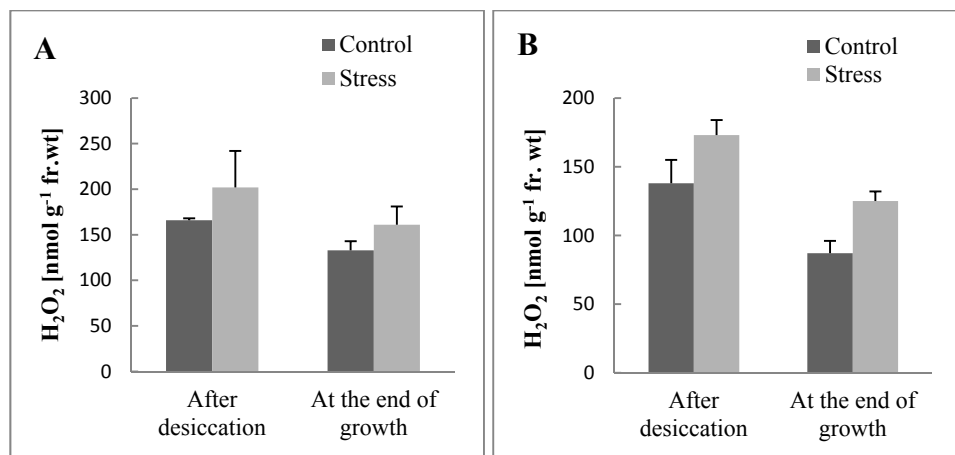 A
Control
Stress
H₂O₂ [nmol g⁻¹ fr.wt]
300
250
200
150
100
50
0
After desiccation
At the end of growth
B
Control
Stress
H₂O₂ [nmol g⁻¹ fr. wt]
200
150
100
50
0
After desiccation
At the end of growth